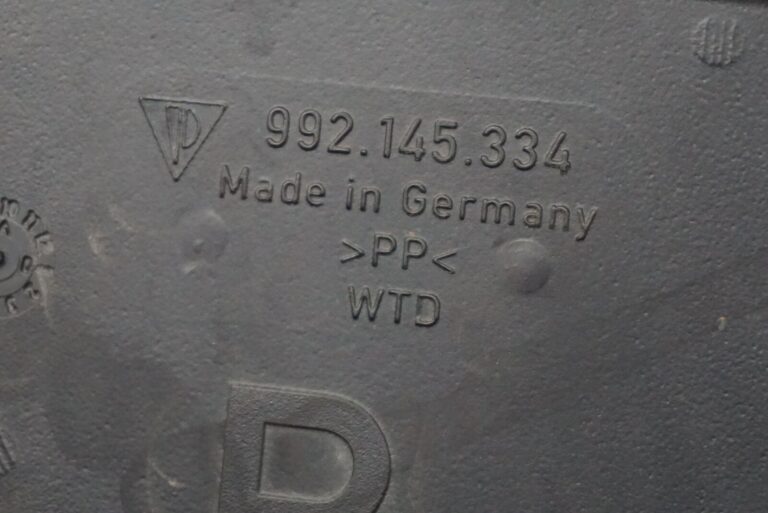 992.145.334
Made in Germany
>PP<
WTD